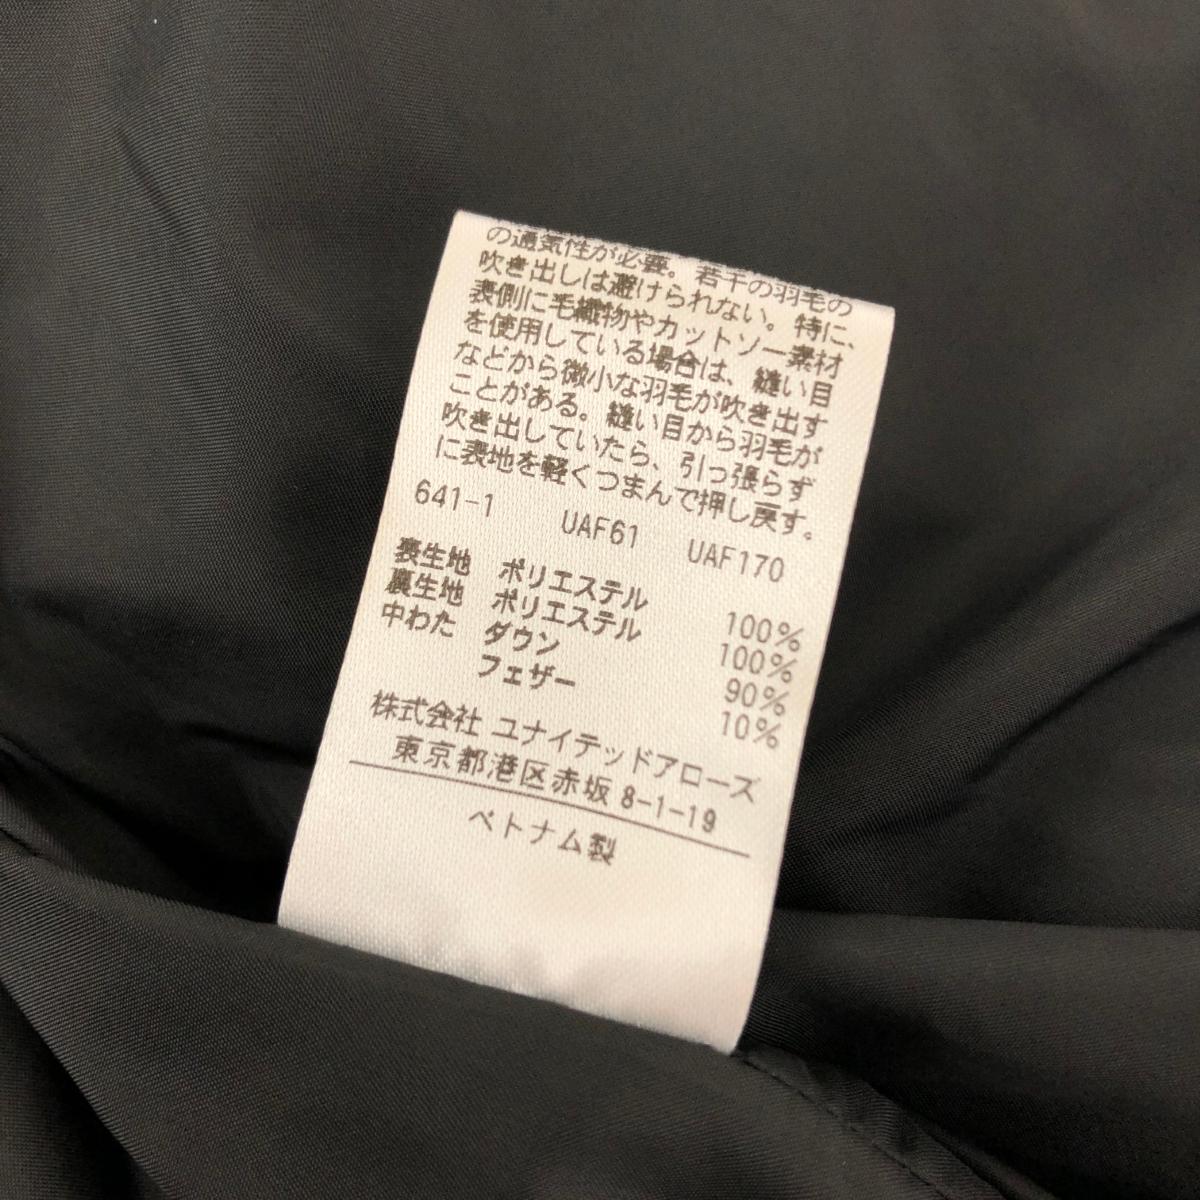 の通気性が必要。若干の羽毛の
吹き出しは避けられない。特に、
表側に毛織物やカットソー素材
を使用している場合は、縫い目
などから微小な羽毛が吹き出す
ことがある。縫い目から羽毛が
吹き出していたら、引っ張らず
に表地を軽くつまんで押し戻す。
641-1 UAF61 UAF170
表生地 ポリエステル 100%
裏生地 ポリエステル 100%
中わた ダウン 90%
フェザー 10%
株式会社 ユナイテッドアローズ
東京都港区赤坂 8-1-19
ベトナム製